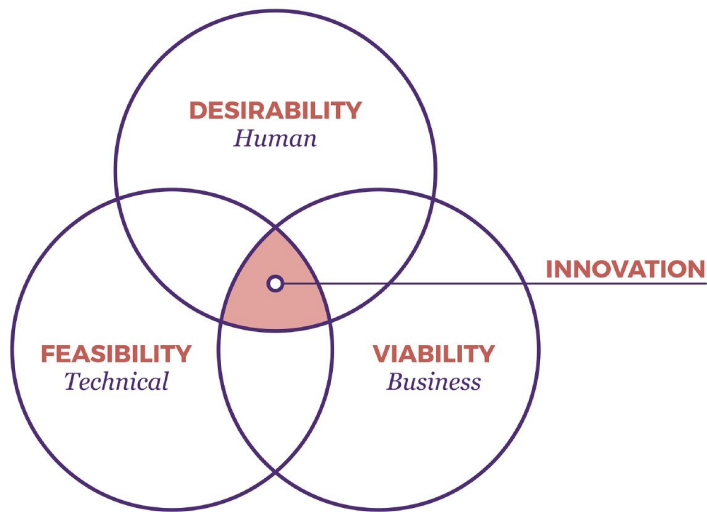 DESIRABILITY
Human
INNOVATION
FEASIBILITY
Technical
VIABILITY
Business